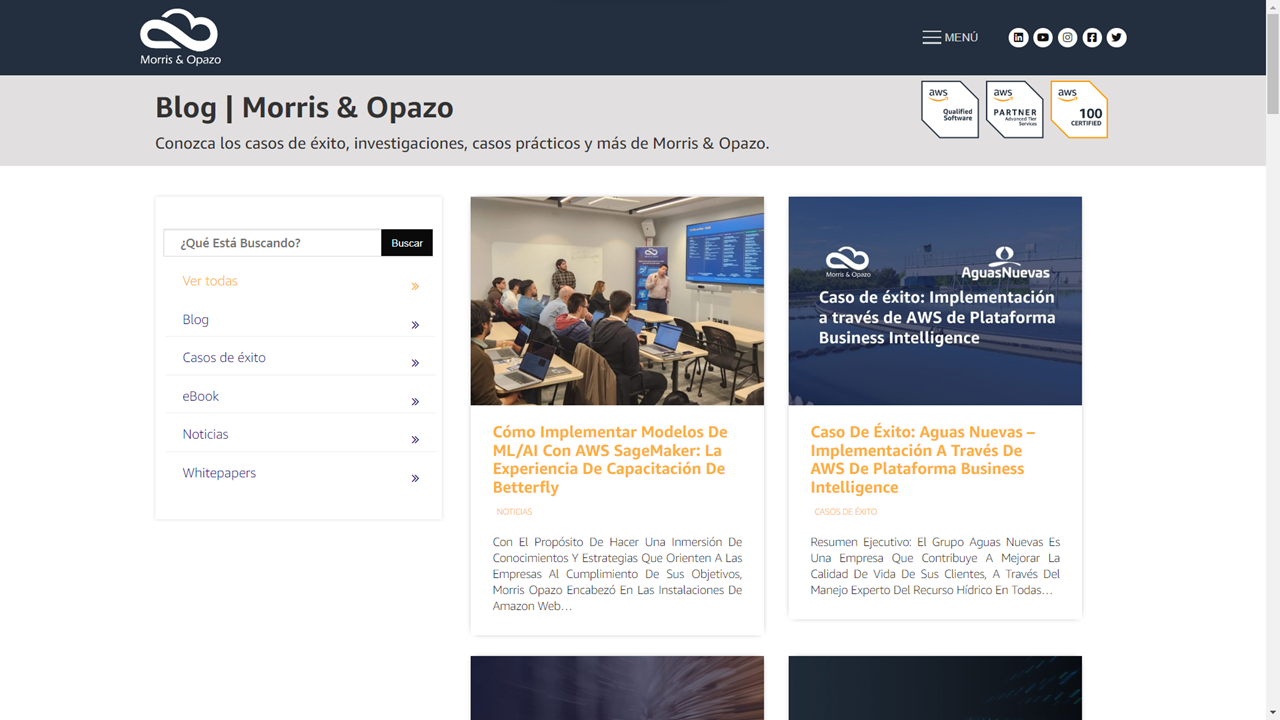 Morris & Opazo
MENÚ
Blog | Morris & Opazo
Conozca los casos de éxito, investigaciones, casos prácticos y más de Morris & Opazo.
aws
Qualified
Software
aws
PARTNER
Advanced Tier
Services
aws
100
CERTIFIED
¿Qué Está Buscando?
Buscar
Ver todas
Blog
Casos de éxito
eBook
Noticias
Whitepapers
Cómo Implementar Modelos De
ML/AI Con AWS SageMaker: La
Experiencia De Capacitación De
Betterfly
NOTICIAS
Con El Propósito De Hacer Una Inmersión De
Conocimientos Y Estrategias Que Orienten A Las
Empresas Al Cumplimiento De Sus Objetivos,
Morris Opazo Encabezó En Las Instalaciones De
Amazon Web…
Morris & Opazo
AguasNuevas
Caso de éxito: Implementación
a través de AWS de Plataforma
Business Intelligence
Caso De Éxito: Aguas Nuevas –
Implementación A Través De
AWS De Plataforma Business
Intelligence
CASOS DE ÉXITO
Resumen Ejecutivo: El Grupo Aguas Nuevas Es
Una Empresa Que Contribuye A Mejorar La
Calidad De Vida De Sus Clientes, A Través Del
Manejo Experto Del Recurso Hídrico En Todas…